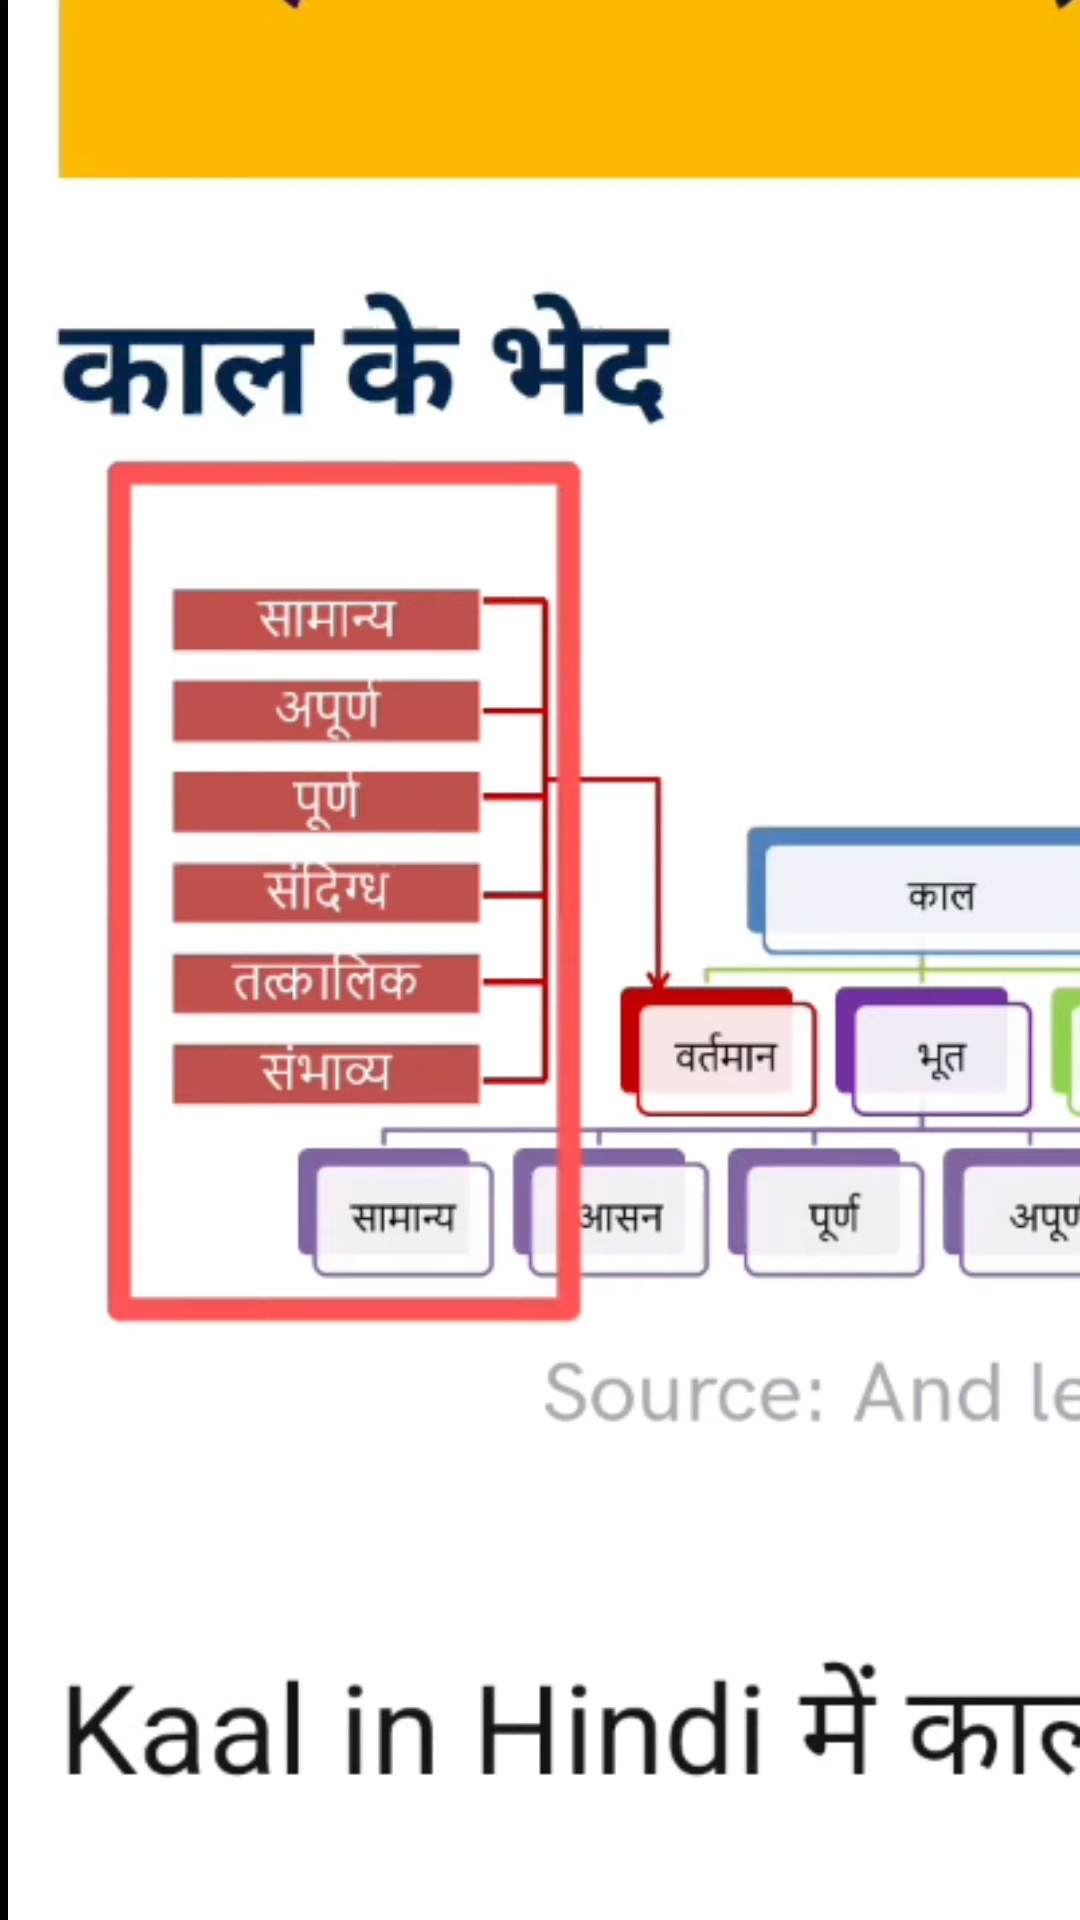 काल के भेद
सामान्य
अपूर्ण
पूर्ण
संदिग्ध
तत्कालिक
संभाव्य
काल
वर्तमान भूत
सामान्य आसन पूर्ण
Source: And
Kaal in Hindi में